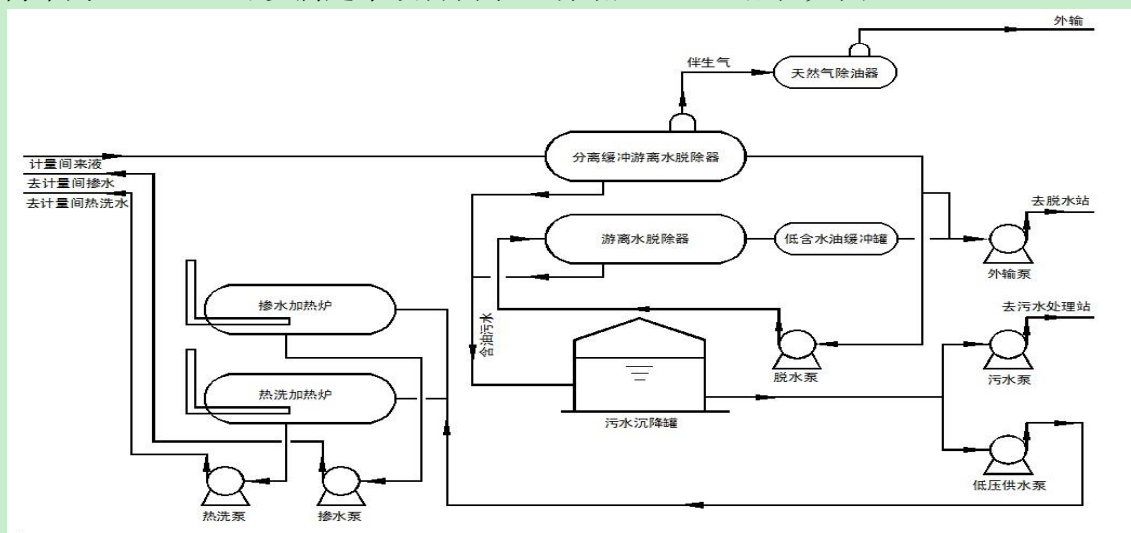 外输
伴生气
天然气除油器
分离缓冲游离水脱除器
计量间来液
去计量间掺水
去计量间热洗水
去脱水站
游离水脱除器
低含水油缓冲罐
外输泵
掺水加热炉
含油污水
去污水处理站
脱水泵
污水泵
热洗加热炉
污水沉降罐
低压供水泵
热洗泵
掺水泵